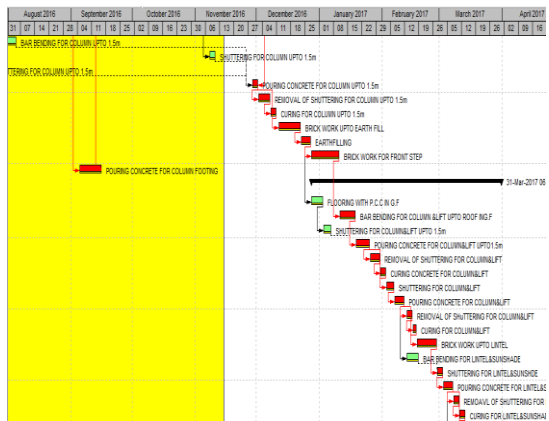 August 2016 September 2016 October 2016 November 2016 December 2016 January 2017 February 2017 March 2017 April 2017
31 07 14 21 28 04 11 18 25 02 09 16 23 30 06 13 20 27 04 11 18 25 01 08 15 22 29 05 12 19 26 05 12 19 26 02 09 16
BAR BENDING FOR COLUMN UPTO 1.5m
SHUTTERING FOR COLUMN UPTO 1.5m
TTERING FOR COLUMN UPTO 1.5m
POURING CONCRETE FOR COLUMN UPTO 1.5m
REMOVAL OF SHUTTERING FOR COLUMN UPTO 1.5m
CURING FOR COLUMN UPTO 1.5m
BRICK WORK UPTO EARTH FILL
EARTHFILLING
BRICK WORK FOR FRONT STEP
POURING CONCRETE FOR COLUMN FOOTING
31-Mar-2017 06
FLOORING WITH P.C.C IN G.F
BAR BENDING FOR COLUMN &LIFT UPTO ROOF ING.F
SHUTTERING FOR COLUMN&LIFT UPTO 1.5m
POURING CONCRETE FOR COLUMN&LIFT UPTO1.5m
REMOVAL OF SHUTTERING FOR COLUMN&LIFT
CURING CONCRETE FOR COLUMN&LIFT
SHUTTERING FOR COLUMN&LIFT
POURING CONCRETE FOR COLUMN&LIFT
REMOVAL OF SHuTTERING FOR COLUMN&LIFT
CURING FOR COLUMN&LIFT
BRICK WORK UPTO LINTEL
BAR BENDING FOR LINTEL&SUNSHADE
SHUTTERING FOR LINTEL&SUNSHDE
POURING CONCRETE FOR LINTEL&S
REMOAVL OF SHUTTERING FOR
CURING FOR LINTEL&SUNSHA